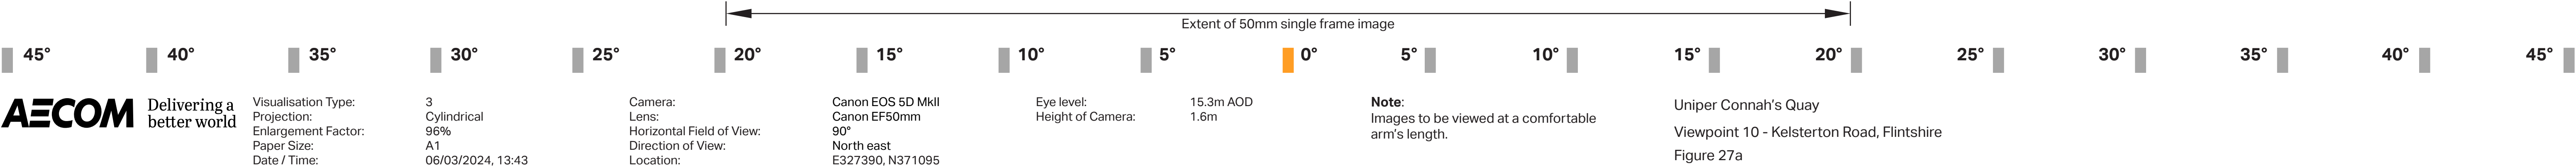 Extent of 50mm single frame image
45° 40° 35° 30° 25° 20° 15° 10° 5° 0° 5° 10° 15° 20° 25° 30° 35° 40° 45°
AECOM
Delivering a
better world
Visualisation Type: 3
Projection: Cylindrical
Enlargement Factor: 96%
Paper Size: A1
Date / Time: 06/03/2024, 13:43
Camera: Canon EOS 5D MkII
Lens: Canon EF50mm
Horizontal Field of View: 90°
Direction of View: North east
Location: E327390, N371095
Eye level: 15.3m AOD
Height of Camera: 1.6m
Note:
Images to be viewed at a comfortable
arm's length.
Uniper Connah's Quay
Viewpoint 10 - Kelsterton Road, Flintshire
Figure 27a